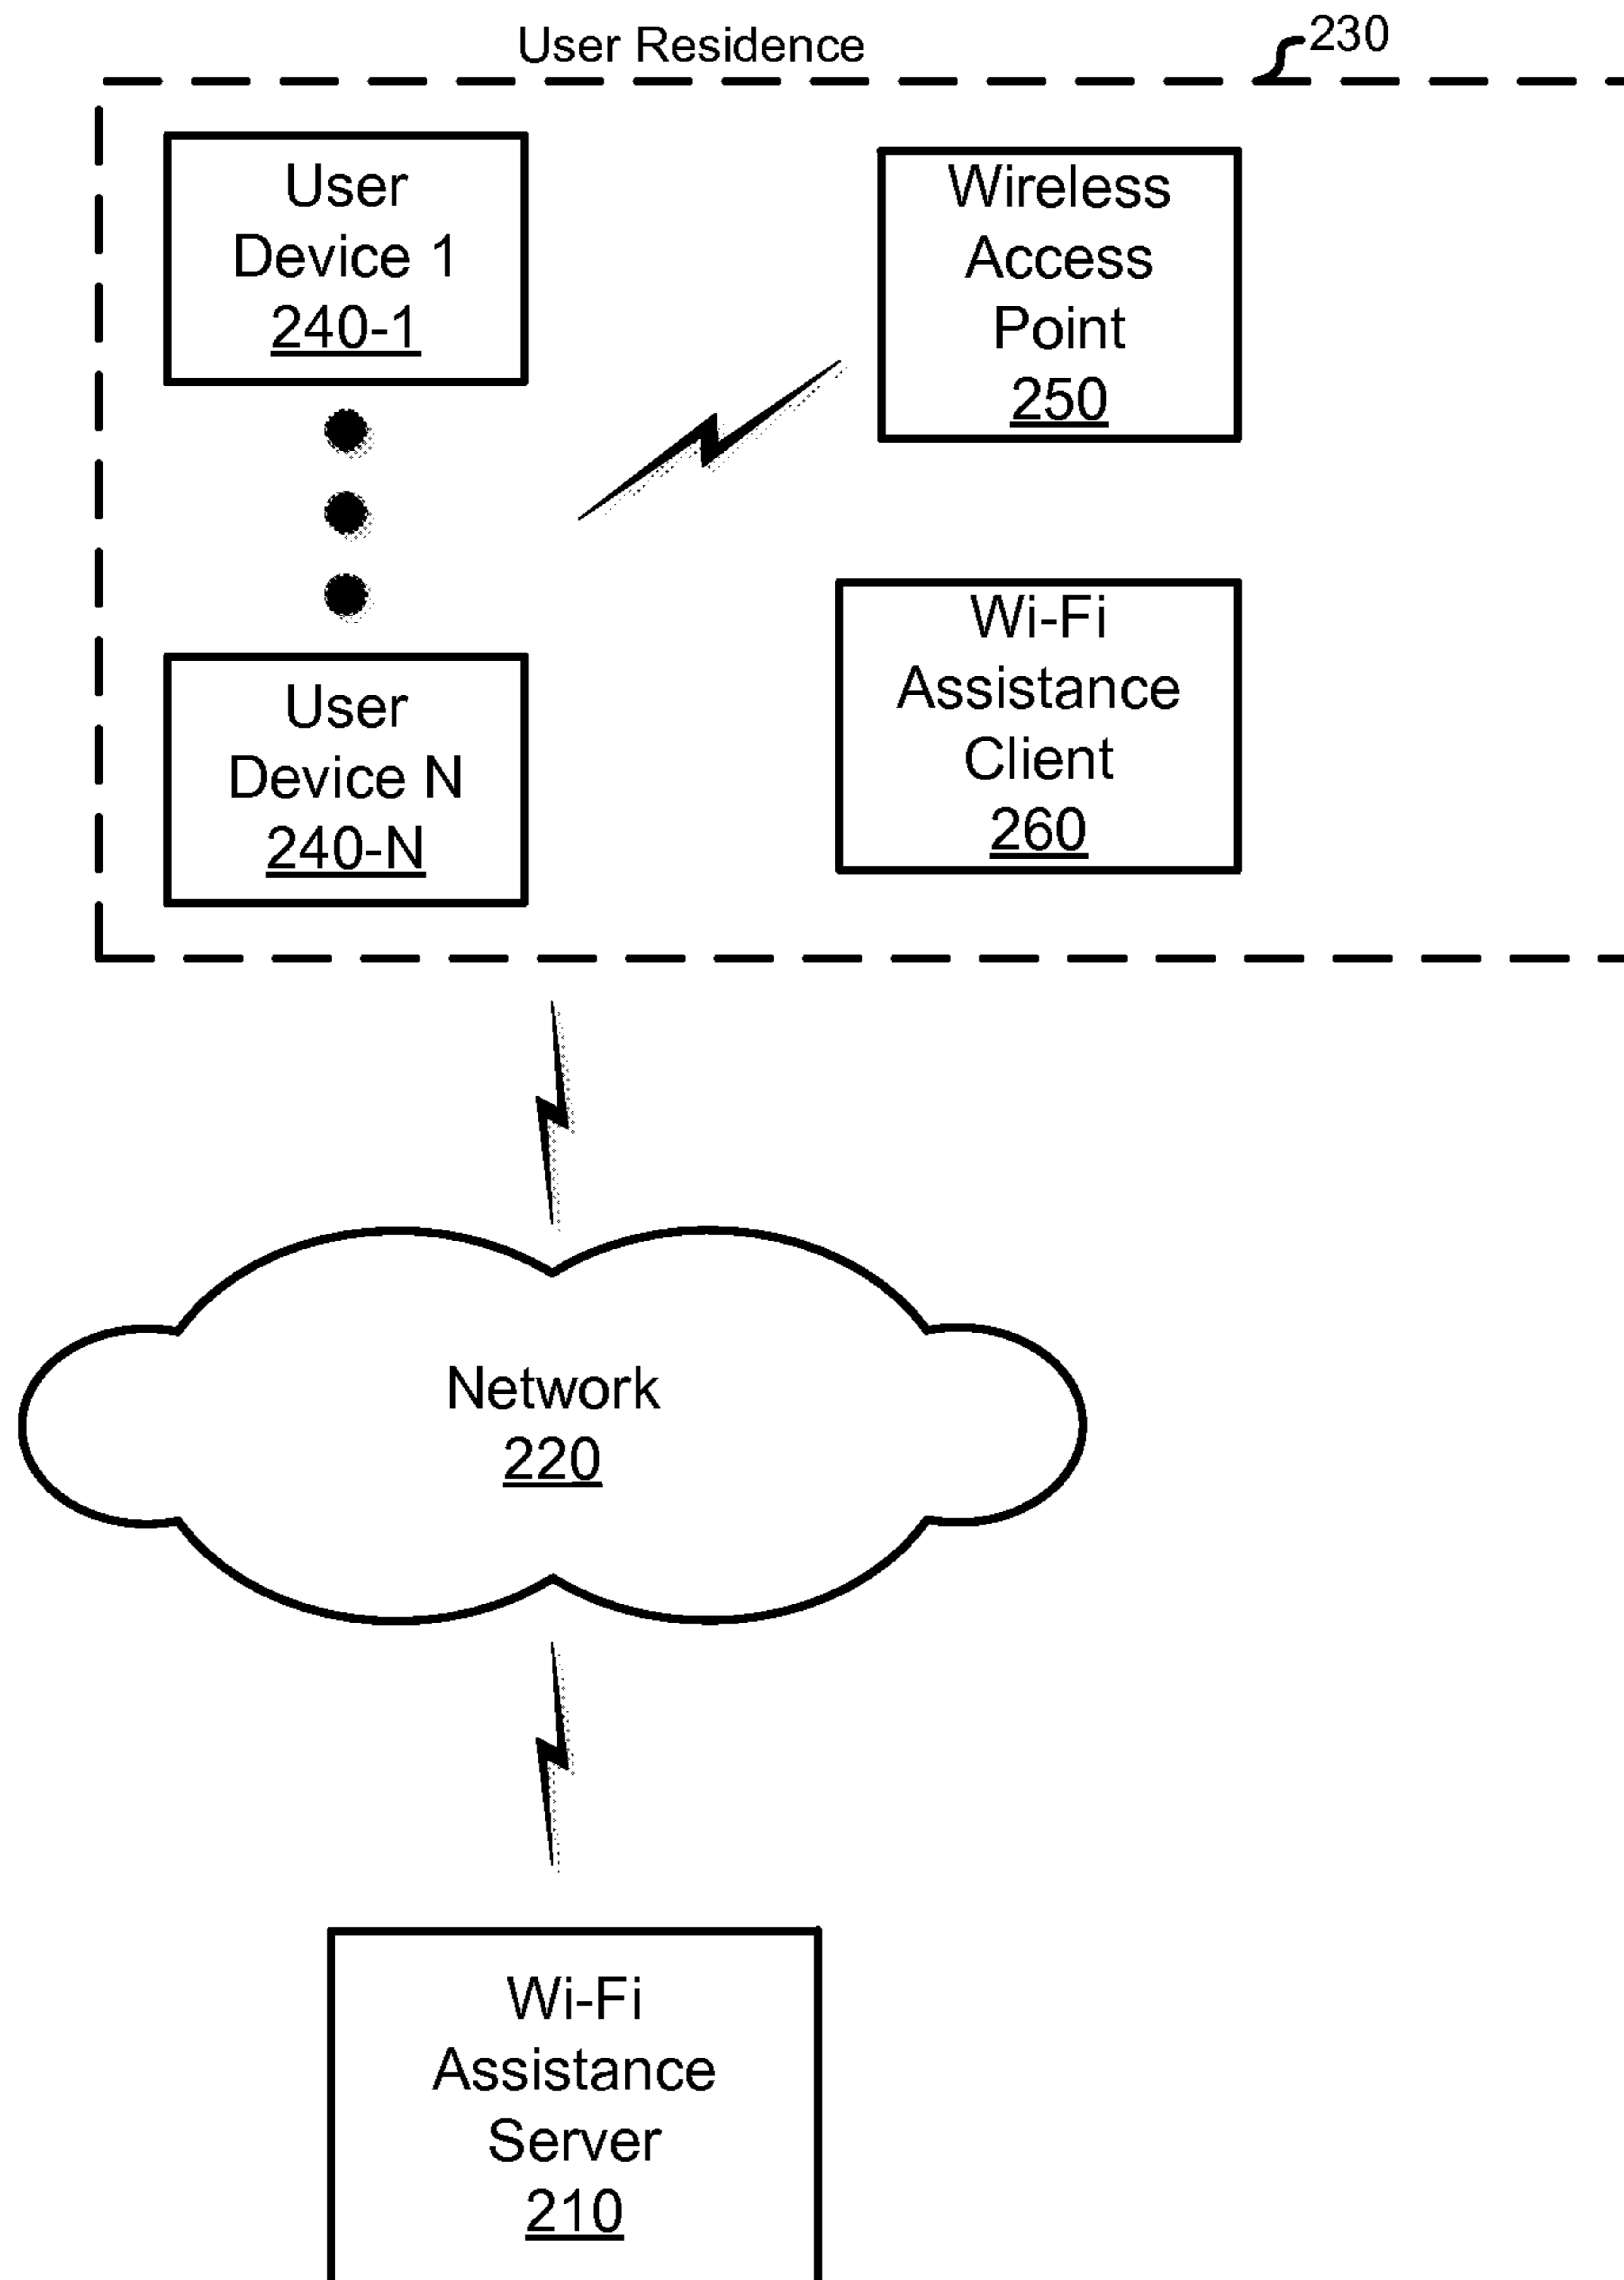 User Residence
230
User
Device 1
240-1
Wireless
Access
Point
250
User
Device N
240-N
Wi-Fi
Assistance
Client
260
Network
220
Wi-Fi
Assistance
Server
210